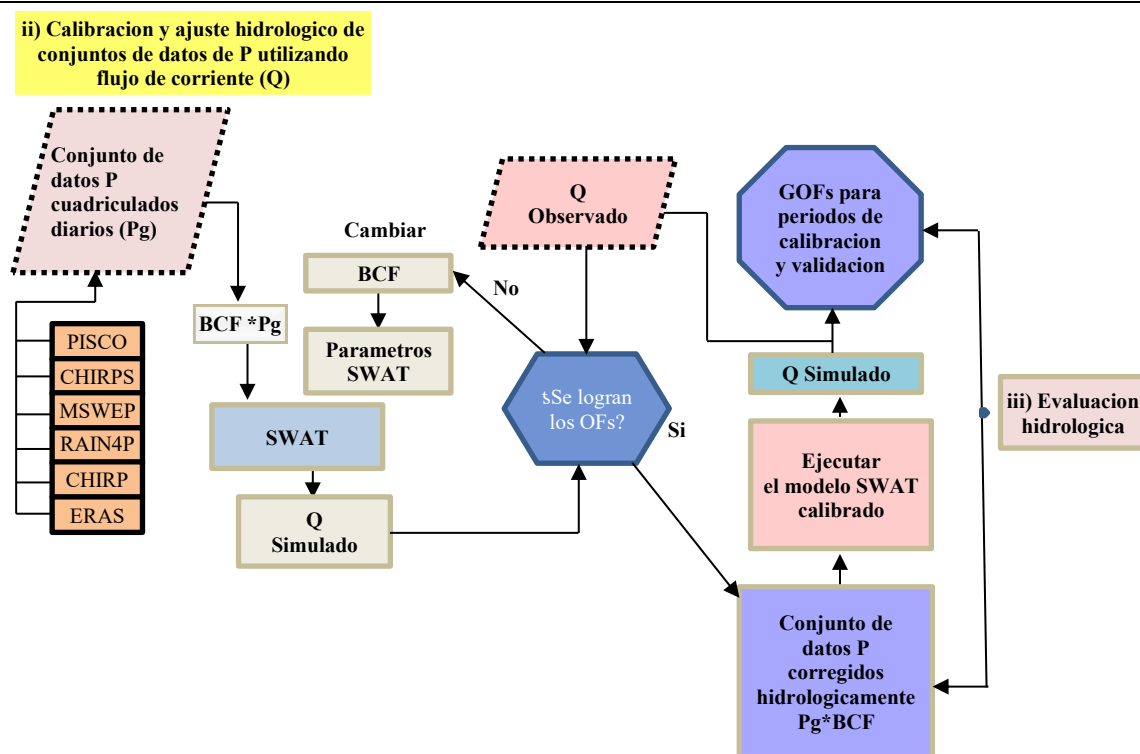 ii) Calibracion y ajuste hidrologico de
conjuntos de datos de P utilizando
flujo de corriente (Q)
Conjunto de
datos P
cuadriculados
diarios (Pg)
PISCO
CHIRPS
MSWEP
RAIN4P
CHIRP
ERAS
BCF *Pg
SWAT
Q
Simulado
Cambiar
BCF
Parametros
SWAT
No
Q
Observado
Se logran
los OFs?
Si
GOFs para
periodos de
calibracion
y validacion
Q Simulado
Ejecutar
el modelo SWAT
calibrado
Conjunto de
datos P
corregidos
hidrologicamente
Pg*BCF
iii) Evaluacion
hidrologica